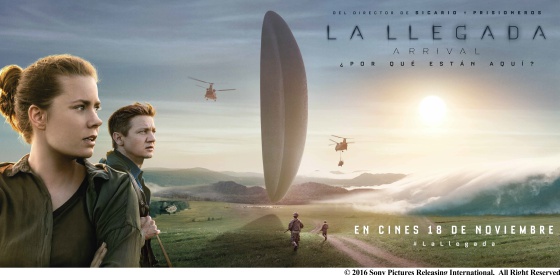 DEL DIRECTOR DE SICARIO Y PRISIONEROS
LA LLEGADA
ARRIVAL
¿POR QUÉ ESTÁN AQUÍ?
EN CINES 18 DE NOVIEMBRE
#LaLlegada
© 2016 Sony Pictures Releasing International. All Right Reserved